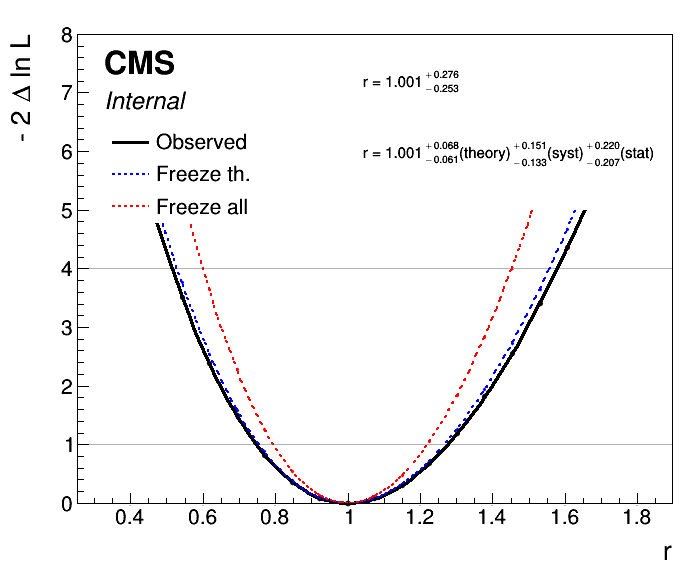 - 2 Δ ln L
8
7
6
5
4
3
2
1
0
CMS
Internal
Observed
Freeze th.
Freeze all
r = 1.001 +0.276 −0.253
r = 1.001 +0.068 −0.061 (theory) +0.151 −0.133 (syst) +0.220 −0.207 (stat)
0.4 0.6 0.8 1 1.2 1.4 1.6 1.8
r